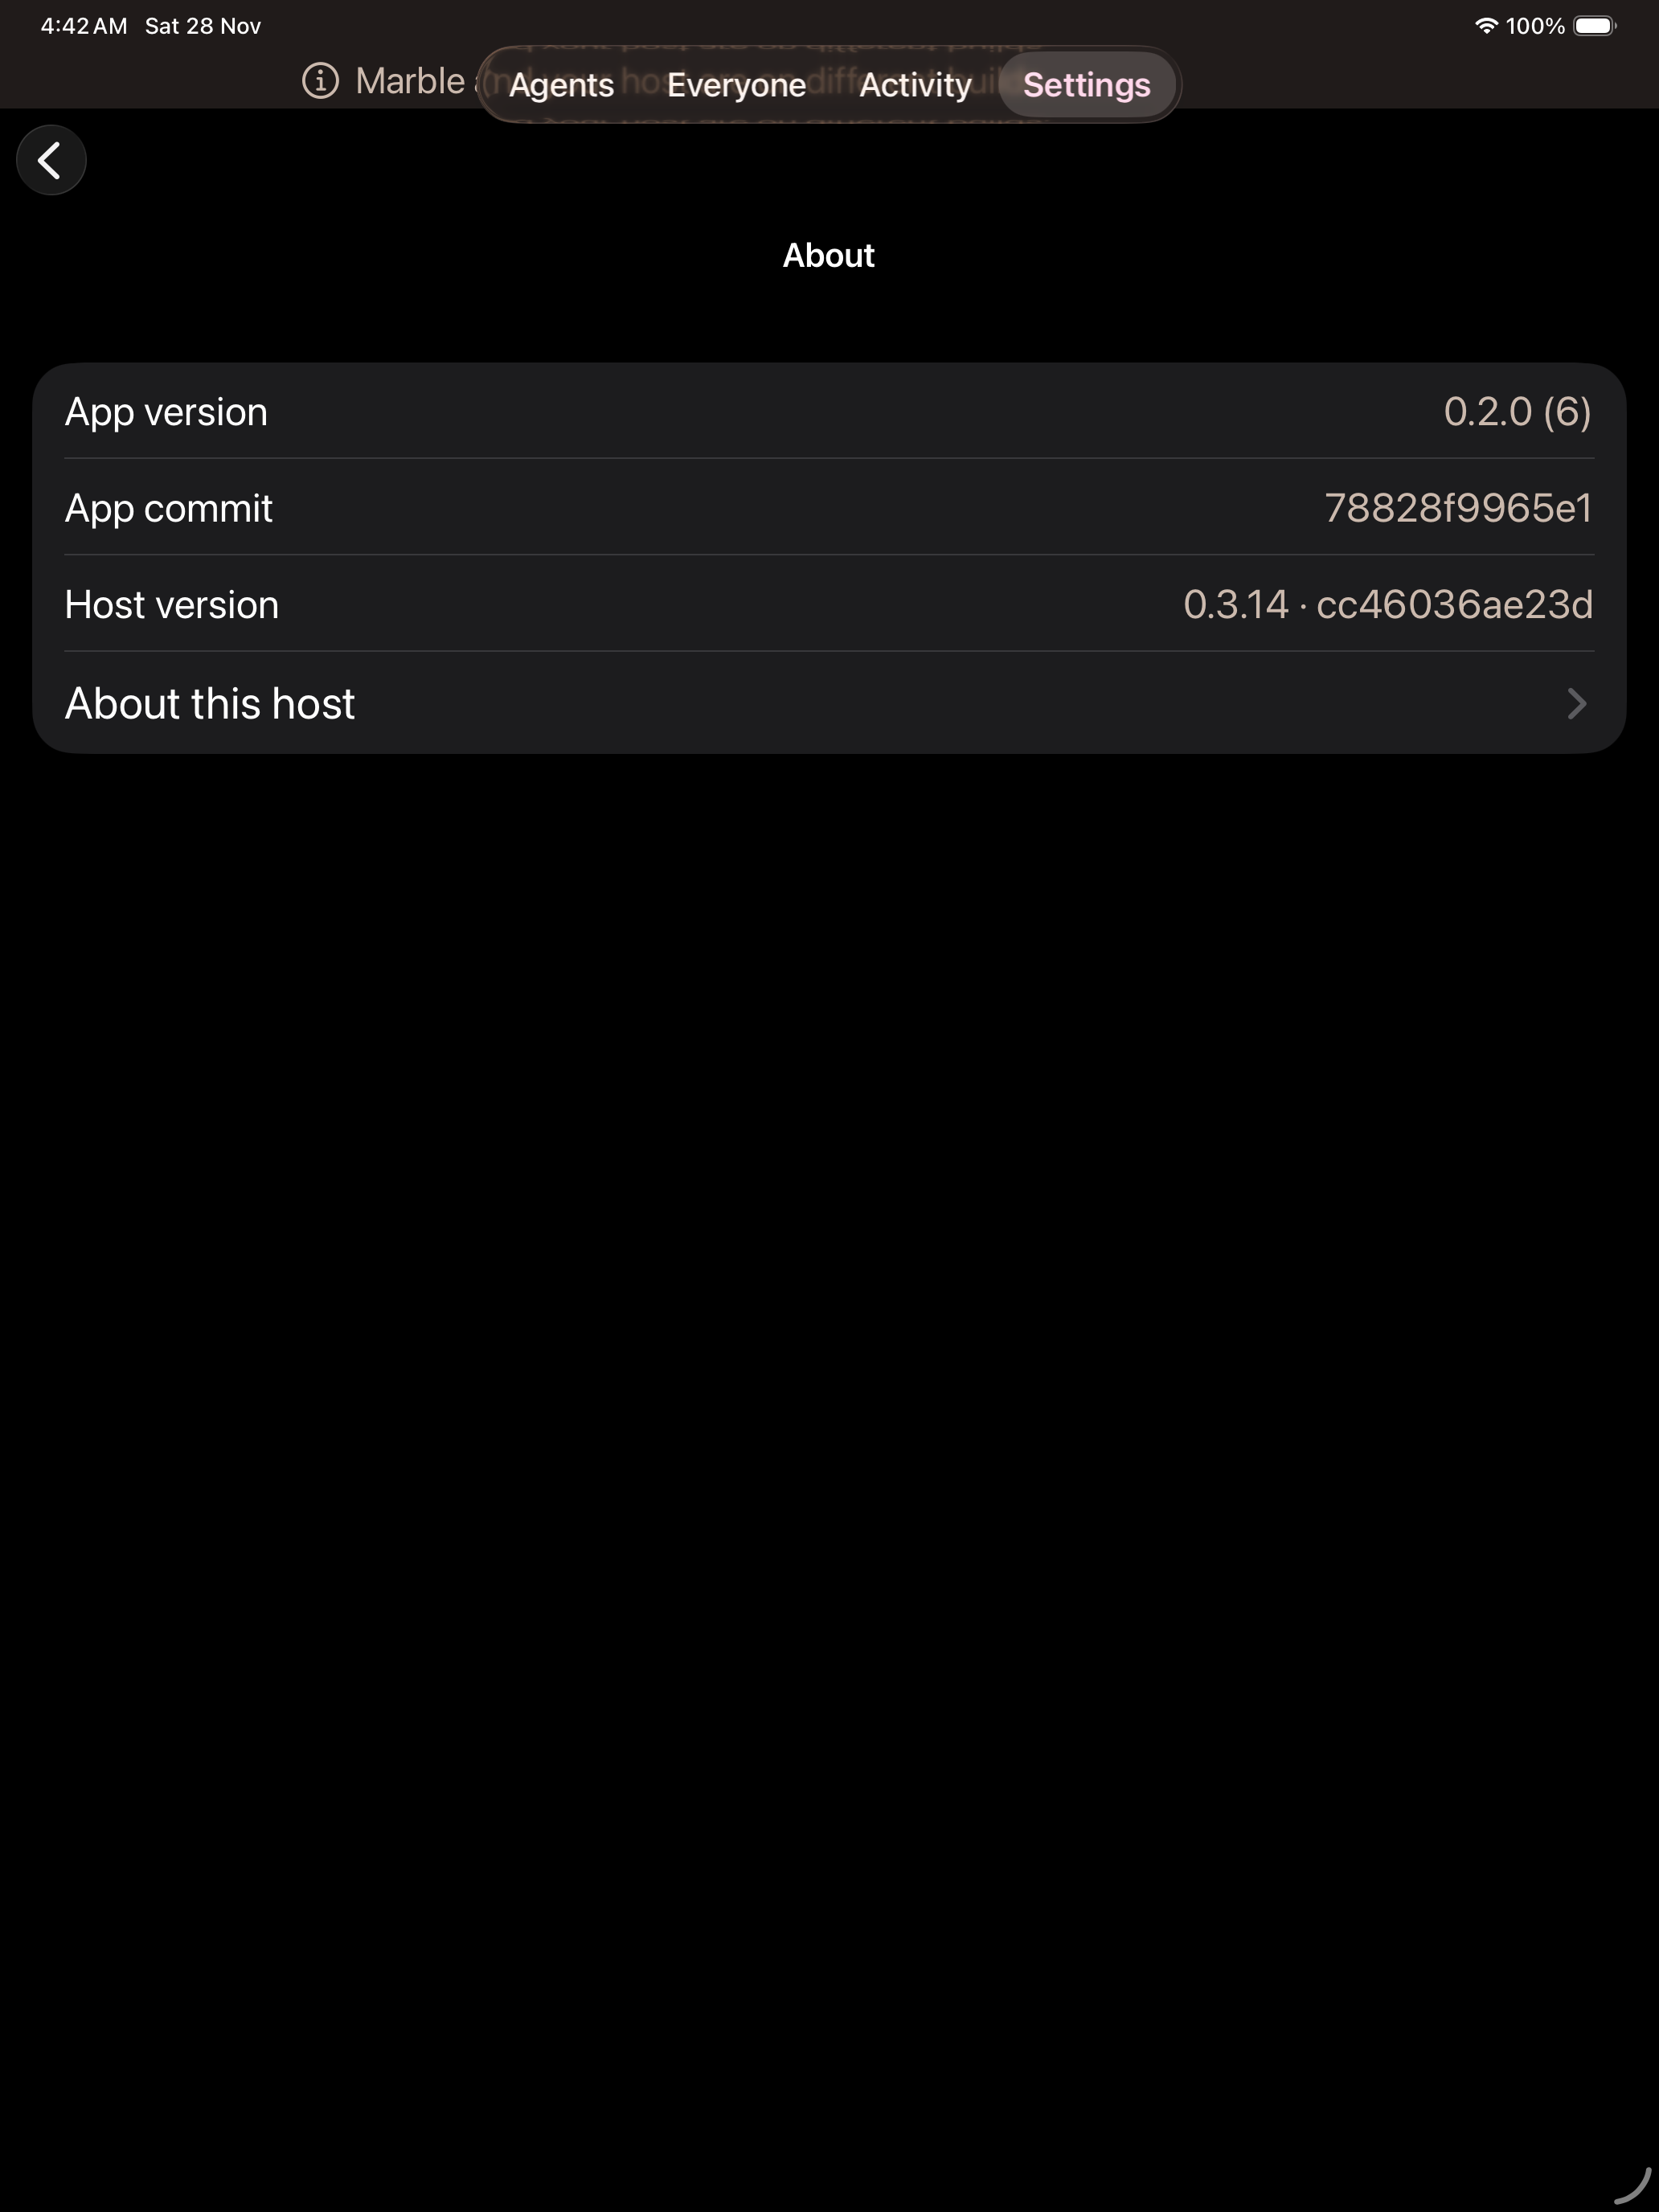 4:42 AM Sat 28 Nov
100%
Marble
Agents Everyone Activity Settings
About
App version 0.2.0 (6)
App commit 78828f9965e1
Host version 0.3.14 · cc46036ae23d
About this host